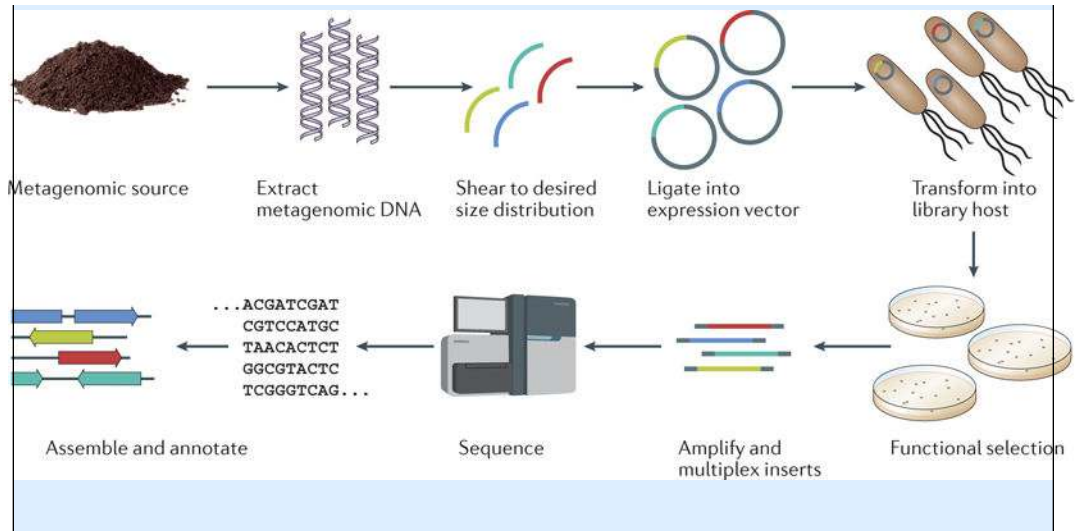 Metagenomic source
Extract
metagenomic DNA
Shear to desired
size distribution
Ligate into
expression vector
Transform into
library host
...ACGATCGAT
CGTCCATGC
TAACACTCT
GGCGTACTC
TCGGGTCAG...
Assemble and annotate
Sequence
Amplify and
multiplex inserts
Functional selection